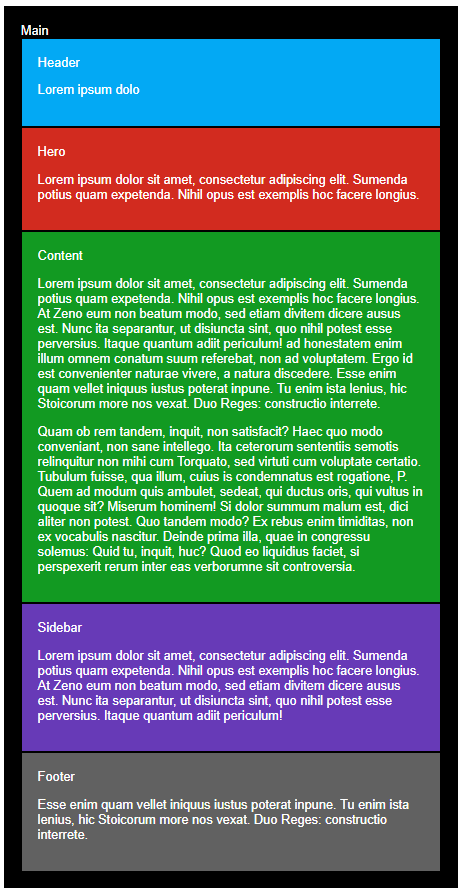 Main
Header
Lorem ipsum dolo
Hero
Lorem ipsum dolor sit amet, consectetur adipiscing elit. Sumenda
potius quam expetenda. Nihil opus est exemplis hoc facere longius.
Content
Lorem ipsum dolor sit amet, consectetur adipiscing elit. Sumenda
potius quam expetenda. Nihil opus est exemplis hoc facere longius.
At Zeno eum non beatum modo, sed etiam divitem dicere ausus
est. Nunc ita separantur, ut disiuncta sint, quo nihil potest esse
perversius. Itaque quantum adiit periculum! ad honestatem enim
illum omnem conatum suum referebat, non ad voluptatem. Ergo id
est convenienter naturae vivere, a natura discedere. Esse enim
quam vellet iniquus iustus poterat inpune. Tu enim ista lenius, hic
Stoicorum more nos vexat. Duo Reges: constructio interrete.
Quam ob rem tandem, inquit, non satisfacit? Haec quo modo
conveniant, non sane intellego. Ita ceterorum sententiis semotis
relinquitur non mihi cum Torquato, sed virtuti cum voluptate certatio.
Tubulum fuisse, qua illum, cuius is condemnatus est rogatione, P.
Quem ad modum quis ambulet, sedeat, qui ductus oris, qui vultus in
quoque sit? Miserum hominem! Si dolor summum malum est, dici
aliter non potest. Quo tandem modo? Ex rebus enim timiditas, non
ex vocabulis nascitur. Deinde prima illa, quae in congressu
solemus: Quid tu, inquit, huc? Quod eo liquidius faciet, si
perspexerit rerum inter eas verborumne sit controversia.
Sidebar
Lorem ipsum dolor sit amet, consectetur adipiscing elit. Sumenda
potius quam expetenda. Nihil opus est exemplis hoc facere longius.
At Zeno eum non beatum modo, sed etiam divitem dicere ausus
est. Nunc ita separantur, ut disiuncta sint, quo nihil potest esse
perversius. Itaque quantum adiit periculum!
Footer
Esse enim quam vellet iniquus iustus poterat inpune. Tu enim ista
lenius, hic Stoicorum more nos vexat. Duo Reges: constructio
interrete.